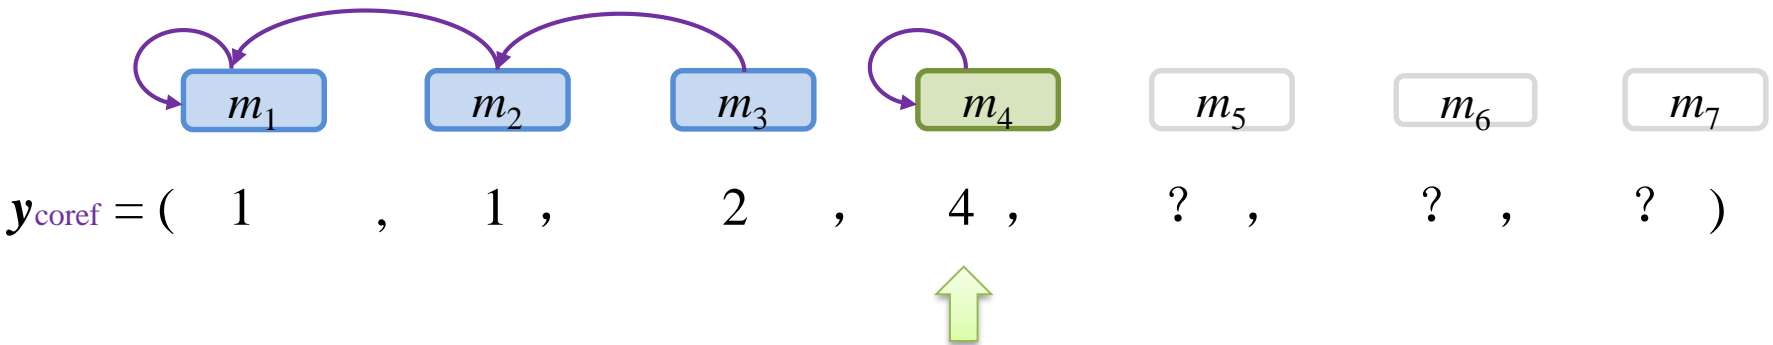 m1 m2 m3 m4 m5 m6 m7
ycoref = ( 1 , 1 , 2 , 4 , ? , ? , ? )